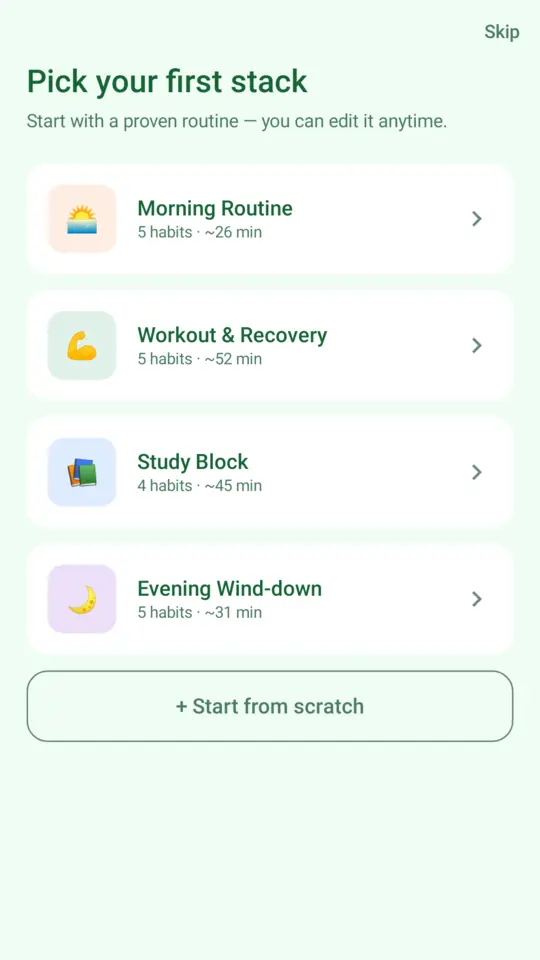 Skip
Pick your first stack
Start with a proven routine — you can edit it anytime.
Morning Routine
5 habits · ~26 min
Workout & Recovery
5 habits · ~52 min
Study Block
4 habits · ~45 min
Evening Wind-down
5 habits · ~31 min
+ Start from scratch